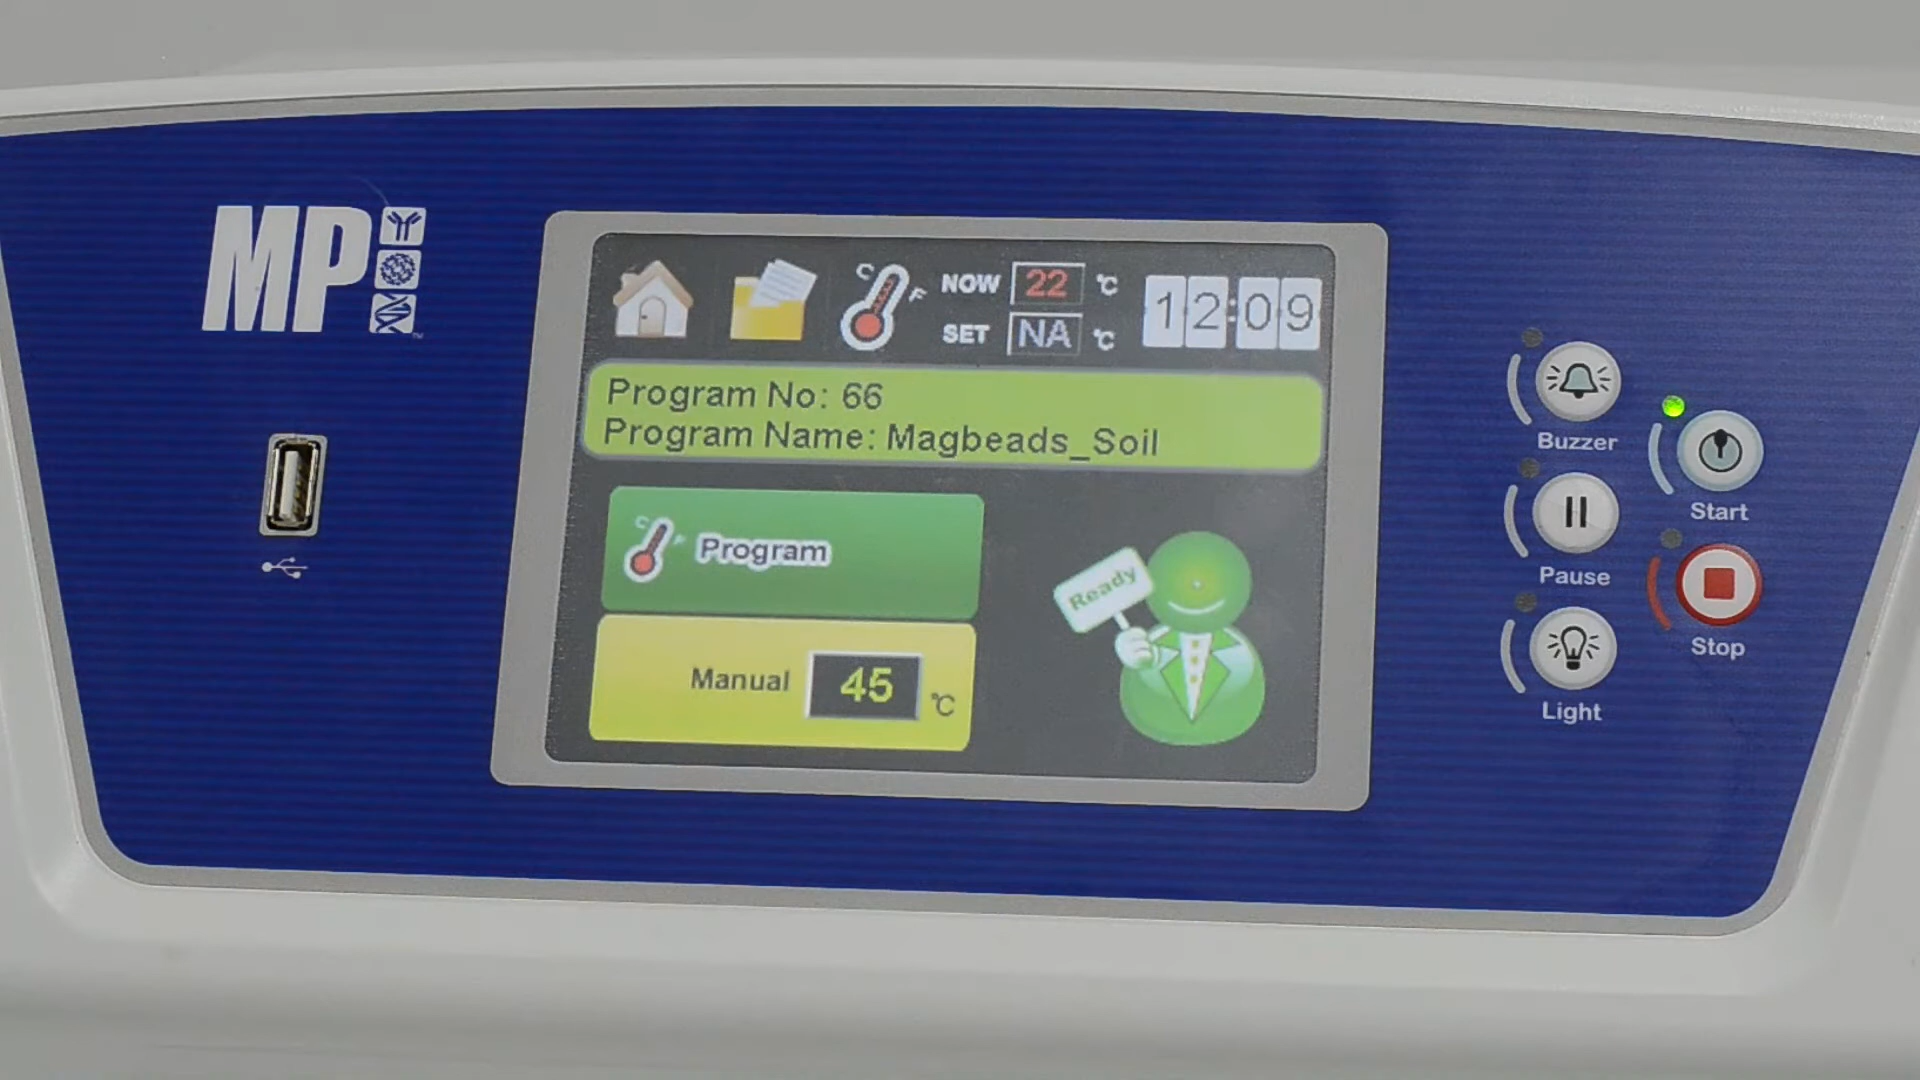 MP
NOW 22 °C
SET NA °C
12:09
C F
Program No: 66
Program Name: Magbeads_Soil
Program
Manual 45 °C
Ready
Buzzer
Start
Pause
Stop
Light